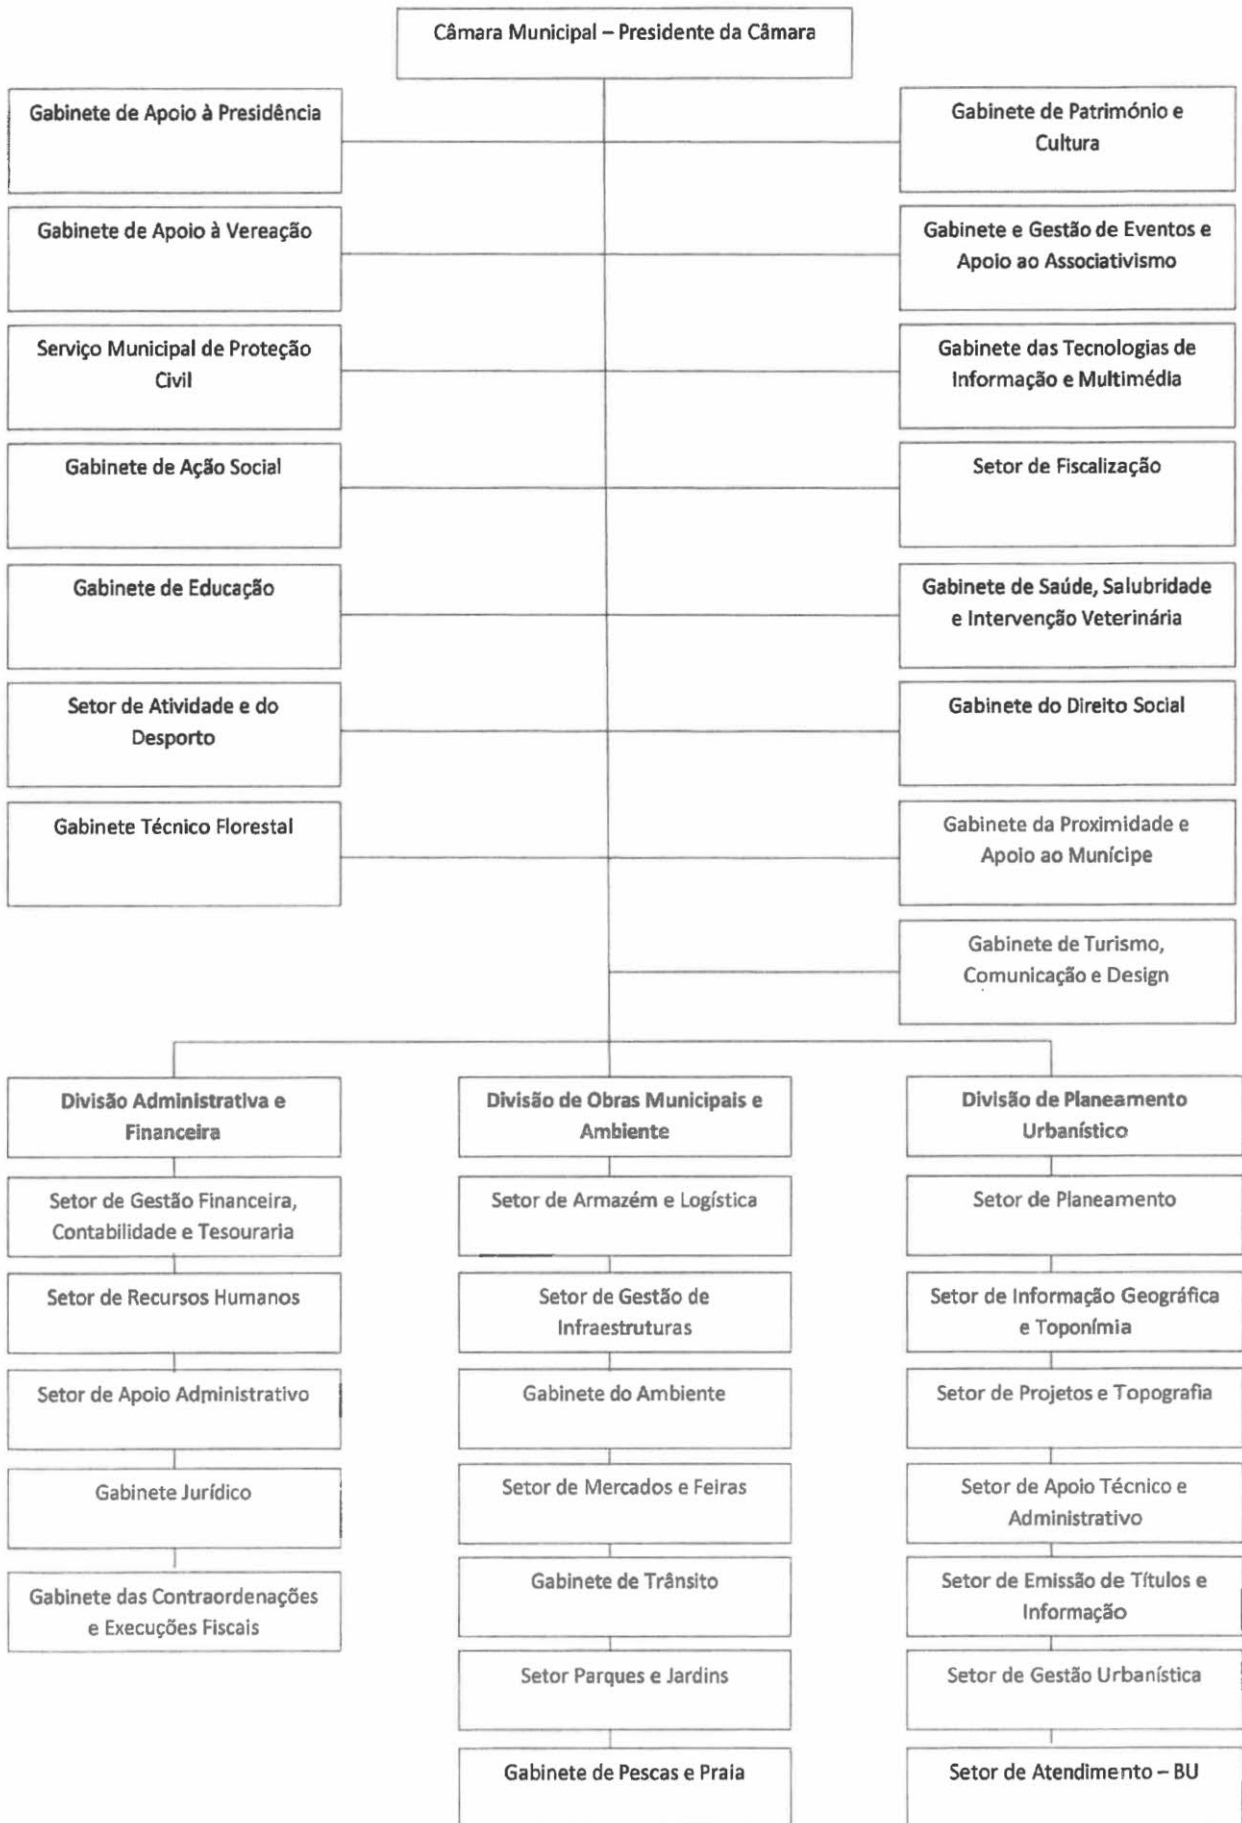 Câmara Municipal – Presidente da Câmara
Gabinete de Apoio à Presidência
Gabinete de Património e
Cultura
Gabinete de Apoio à Vereação
Gabinete e Gestão de Eventos e
Apoio ao Associativismo
Serviço Municipal de Proteção
Civil
Gabinete das Tecnologias de
Informação e Multimédia
Gabinete de Ação Social
Setor de Fiscalização
Gabinete de Educação
Gabinete de Saúde, Salubridade
e Intervenção Veterinária
Setor de Atividade e do
Desporto
Gabinete do Direito Social
Gabinete Técnico Florestal
Gabinete da Proximidade e
Apoio ao Munícipe
Gabinete de Turismo,
Comunicação e Design
Divisão Administrativa e
Financeira
Setor de Gestão Financeira,
Contabilidade e Tesouraria
Setor de Recursos Humanos
Setor de Apoio Administrativo
Gabinete Jurídico
Gabinete das Contraordenações
e Execuções Fiscais
Divisão de Obras Municipais e
Ambiente
Setor de Armazém e Logística
Setor de Gestão de
Infraestruturas
Gabinete do Ambiente
Setor de Mercados e Feiras
Gabinete de Trânsito
Setor Parques e Jardins
Gabinete de Pescas e Praia
Divisão de Planeamento
Urbanístico
Setor de Planeamento
Setor de Informação Geográfica
e Toponímia
Setor de Projetos e Topografia
Setor de Apoio Técnico e
Administrativo
Setor de Emissão de Títulos e
Informação
Setor de Gestão Urbanística
Setor de Atendimento – BU